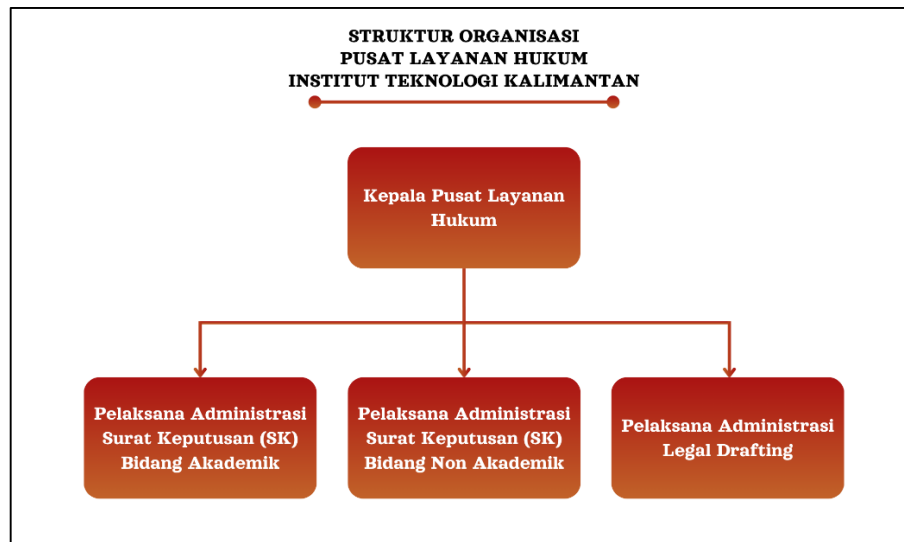 STRUKTUR ORGANISASI
PUSAT LAYANAN HUKUM
INSTITUT TEKNOLOGI KALIMANTAN
Kepala Pusat Layanan
Hukum
Pelaksana Administrasi
Surat Keputusan (SK)
Bidang Akademik
Pelaksana Administrasi
Surat Keputusan (SK)
Bidang Non Akademik
Pelaksana Administrasi
Legal Drafting